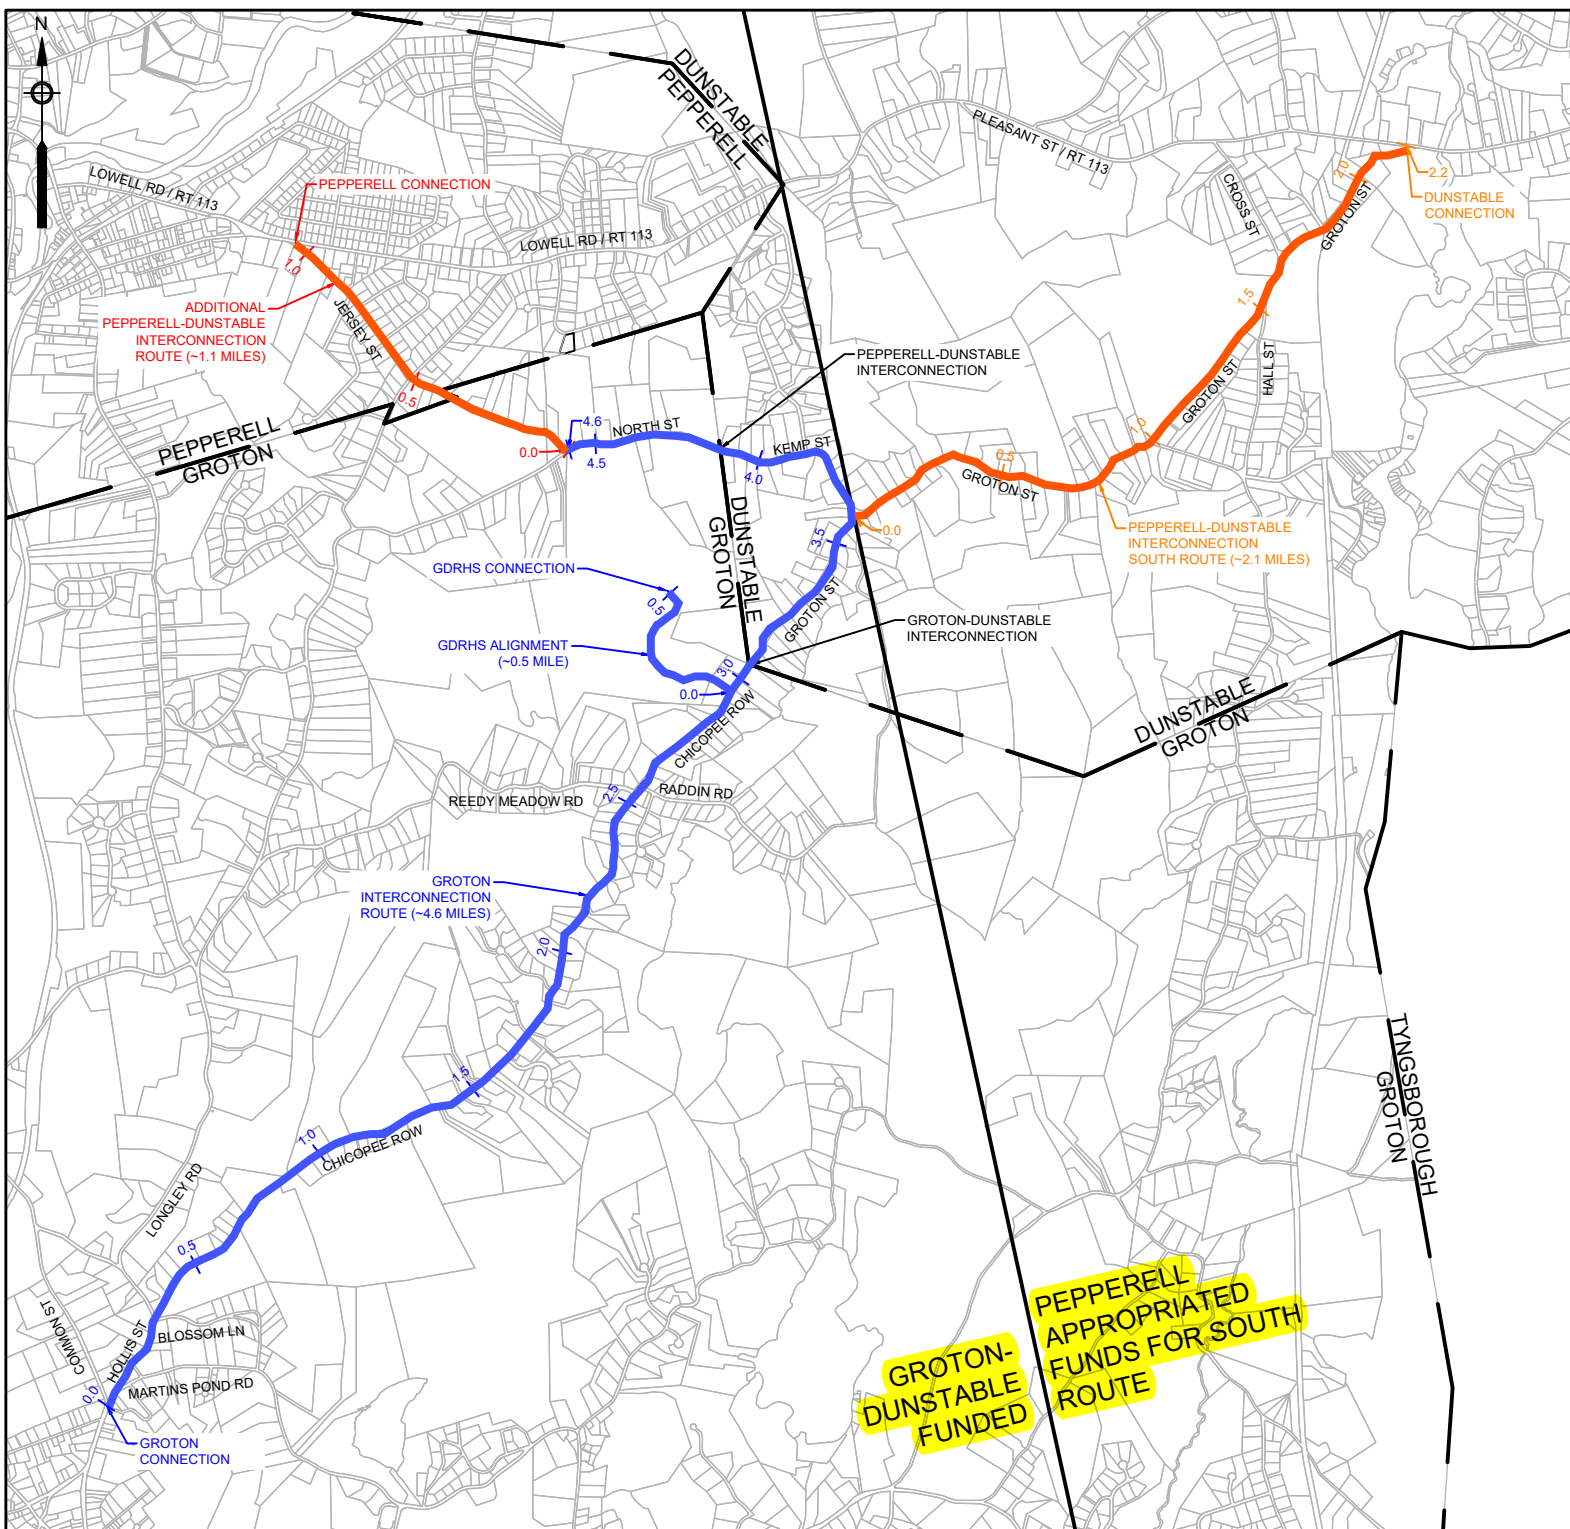 N
DUNSTABLE
PEPPERELL
PLEASANT ST / RT 113
LOWELL RD / RT 113
PEPPERELL CONNECTION
CROSS ST
2.0
2.2
GROTON ST
DUNSTABLE
CONNECTION
LOWELL RD / RT 113
1.0
ADDITIONAL
PEPPERELL-DUNSTABLE
INTERCONNECTION
ROUTE (~1.1 MILES)
JERSEY ST
1.5
HALL ST
PEPPERELL-DUNSTABLE
INTERCONNECTION
0.5
GROTON ST
PEPPERELL
GROTON
4.6
NORTH ST
0.0
4.5
KEMP ST
4.0
1.0
0.5
GROTON ST
DUNSTABLE
GROTON
0.0
3.5
PEPPERELL-DUNSTABLE
INTERCONNECTION
SOUTH ROUTE (~2.1 MILES)
GDRHS CONNECTION
0.5
GROTON ST
GROTON-DUNSTABLE
INTERCONNECTION
GDRHS ALIGNMENT
(~0.5 MILE)
3.0
0.0
CHICOPEE ROW
DUNSTABLE
GROTON
2.5
RADDIN RD
REEDY MEADOW RD
GROTON
INTERCONNECTION
ROUTE (~4.6 MILES)
2.0
TYNGSBOROUGH
GROTON
1.5
1.0
CHICOPEE ROW
LONGLEY RD
0.5
COMMON ST
HOLLIS ST
BLOSSOM LN
MARTINS POND RD
0.0
GROTON
CONNECTION
GROTON-
DUNSTABLE
FUNDED
PEPPERELL
APPROPRIATED
FUNDS FOR SOUTH
ROUTE